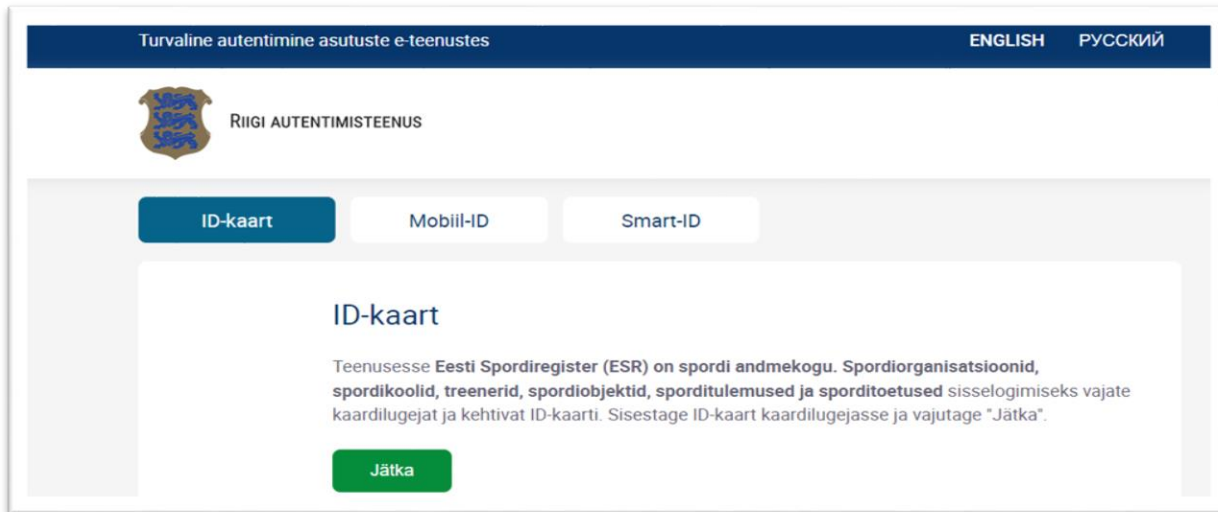 Turvaline autentimine asutuste e-teenustes ENGLISH РУССКИЙ
RIIGI AUTENTIMISTEENUS
ID-kaart Mobiil-ID Smart-ID
ID-kaart
Teenusesse Eesti Spordiregister (ESR) on spordi andmekogu. Spordiorganisatsioonid,
spordikoolid, treenerid, spordiobjektid, sporditulemused ja sporditoetused sisselogimiseks vajate
kaardilugejat ja kehtivat ID-kaarti. Sisestage ID-kaart kaardilugejasse ja vajutage "Jätka".
Jätka